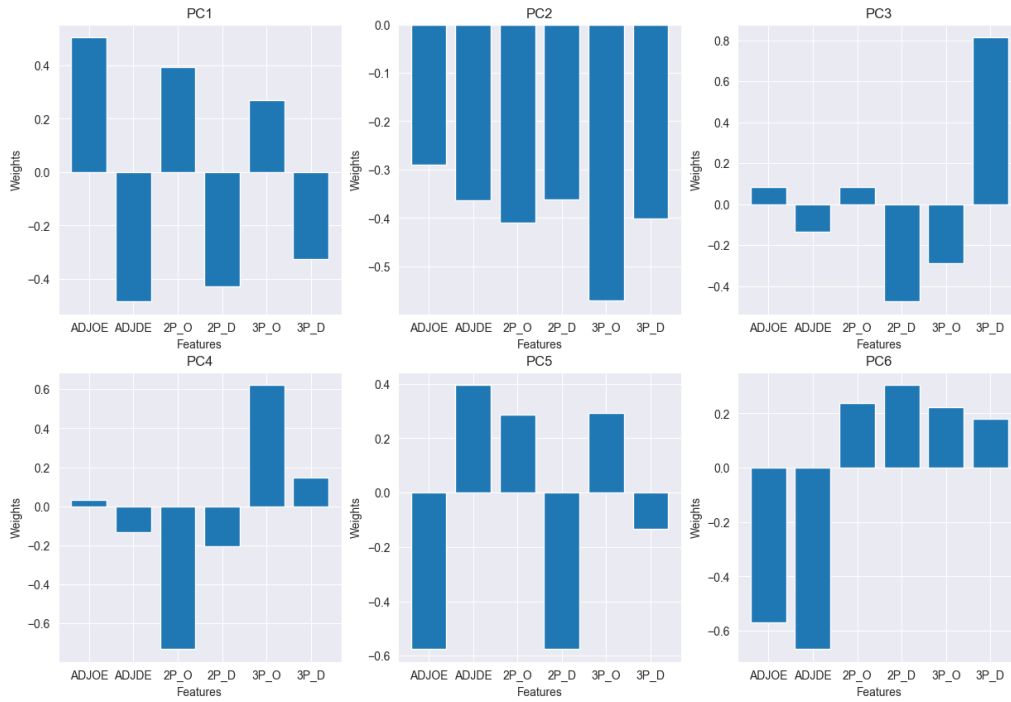 PC1
0.4
0.2
0.0
−0.2
−0.4
Weights
ADJOE ADJDE 2P_O 2P_D 3P_O 3P_D
Features
PC2
0.0
−0.1
−0.2
−0.3
−0.4
−0.5
Weights
ADJOE ADJDE 2P_O 2P_D 3P_O 3P_D
Features
PC3
0.8
0.6
0.4
0.2
0.0
−0.2
−0.4
Weights
ADJOE ADJDE 2P_O 2P_D 3P_O 3P_D
Features
PC4
0.6
0.4
0.2
0.0
−0.2
−0.4
−0.6
Weights
ADJOE ADJDE 2P_O 2P_D 3P_O 3P_D
Features
PC5
0.4
0.2
0.0
−0.2
−0.4
−0.6
Weights
ADJOE ADJDE 2P_O 2P_D 3P_O 3P_D
Features
PC6
0.2
0.0
−0.2
−0.4
−0.6
Weights
ADJOE ADJDE 2P_O 2P_D 3P_O 3P_D
Features